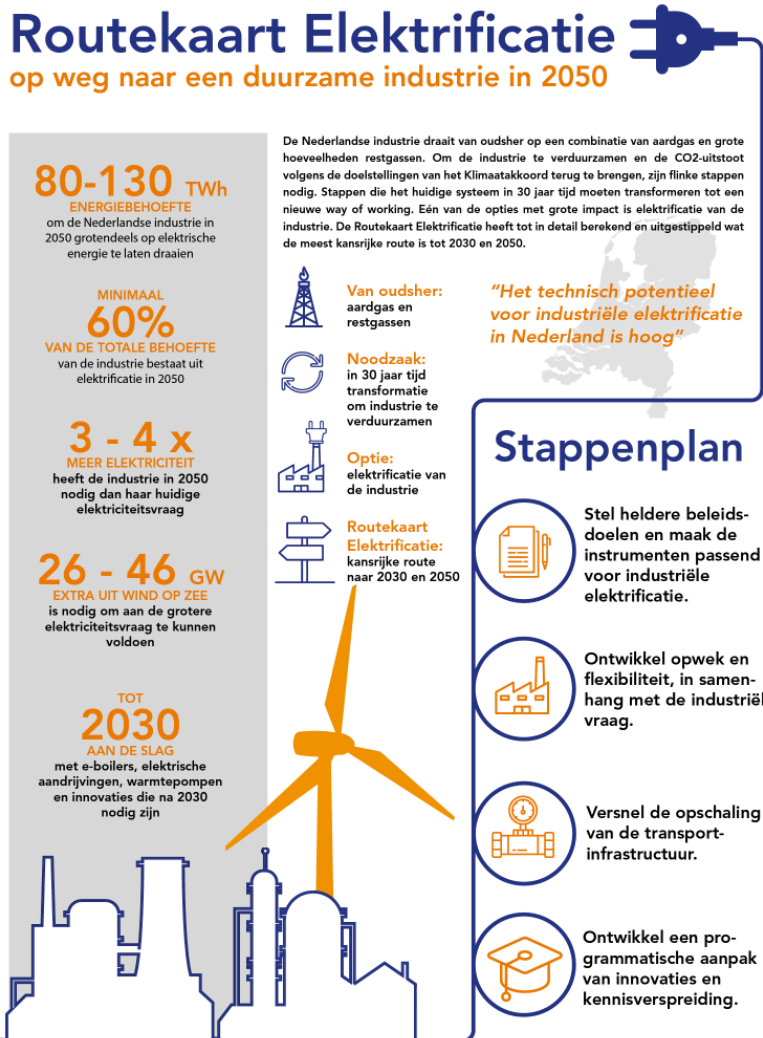 Routekaart Elektrificatie
op weg naar een duurzame industrie in 2050
80-130 TWh
ENERGIEBEHOEFTE
om de Nederlandse industrie in
2050 grotendeels op elektrische
energie te laten draaien
MINIMAAL
60%
VAN DE TOTALE BEHOEFTE
van de industrie bestaat uit
elektrificatie in 2050
3 - 4 x
MEER ELEKTRICITEIT
heeft de industrie in 2050
nodig dan haar huidige
elektriciteitsvraag
26 - 46 GW
EXTRA UIT WIND OP ZEE
is nodig om aan de grotere
elektriciteitsvraag te kunnen
voldoen
TOT
2030
AAN DE SLAG
met e-boilers, elektrische
aandrijvingen, warmtepompen
en innovaties die na 2030
nodig zijn
De Nederlandse industrie draait van oudsher op een combinatie van aardgas en grote
hoeveelheden restgassen. Om de industrie te verduurzamen en de CO2-uitstoot
volgens de doelstellingen van het Klimaatakkoord terug te brengen, zijn flinke stappen
nodig. Stappen die het huidige systeem in 30 jaar tijd moeten transformeren tot een
nieuwe way of working. Eén van de opties met grote impact is elektrificatie van de
industrie. De Routekaart Elektrificatie heeft tot in detail berekend en uitgestippeld wat
de meest kansrijke route is tot 2030 en 2050.
Van oudsher:
aardgas en
restgassen
Noodzaak:
in 30 jaar tijd
transformatie
om industrie te
verduurzamen
Optie:
elektrificatie van
de industrie
Routekaart
Elektrificatie:
kansrijke route
naar 2030 en 2050
"Het technisch potentieel
voor industriële elektrificatie
in Nederland is hoog"
Stappenplan
Stel heldere beleids-
doelen en maak de
instrumenten passend
voor industriële
elektrificatie.
Ontwikkel opwek en
flexibiliteit, in samen-
hang met de industriël
vraag.
Versnel de opschaling
van de transport-
infrastructuur.
Ontwikkel een pro-
grammatische aanpak
van innovaties en
kennisverspreiding.